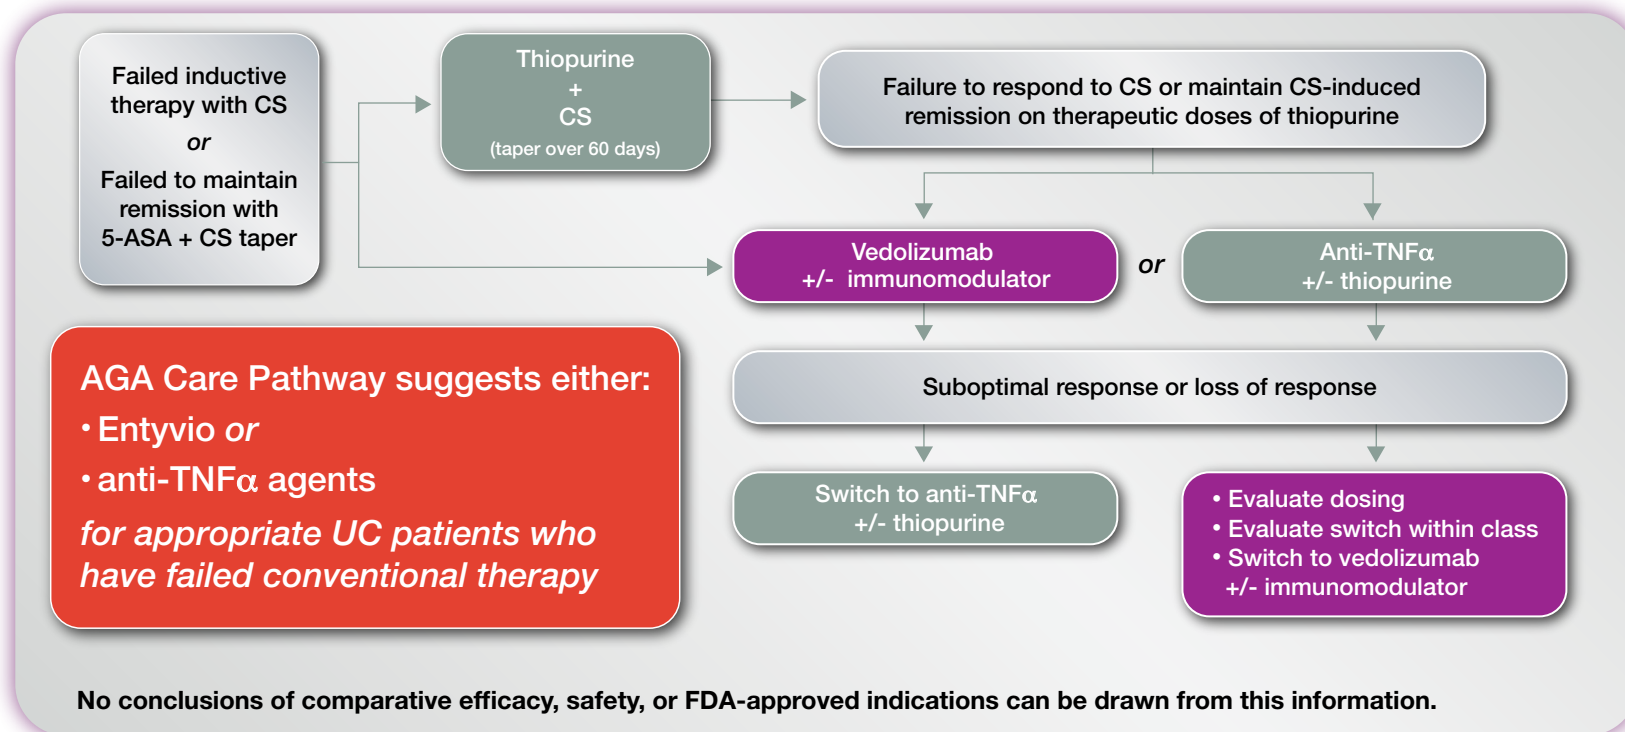 Failed inductive
therapy with CS
or
Failed to maintain
remission with
5-ASA + CS taper
Thiopurine
+
CS
(taper over 60 days)
Failure to respond to CS or maintain CS-induced
remission on therapeutic doses of thiopurine
Vedolizumab
+/- immunomodulator
or
Anti-TNFα
+/- thiopurine
Suboptimal response or loss of response
Switch to anti-TNFα
+/- thiopurine
• Evaluate dosing
• Evaluate switch within class
• Switch to vedolizumab
+/- immunomodulator
AGA Care Pathway suggests either:
• Entyvio or
• anti-TNFα agents
for appropriate UC patients who
have failed conventional therapy
No conclusions of comparative efficacy, safety, or FDA-approved indications can be drawn from this information.